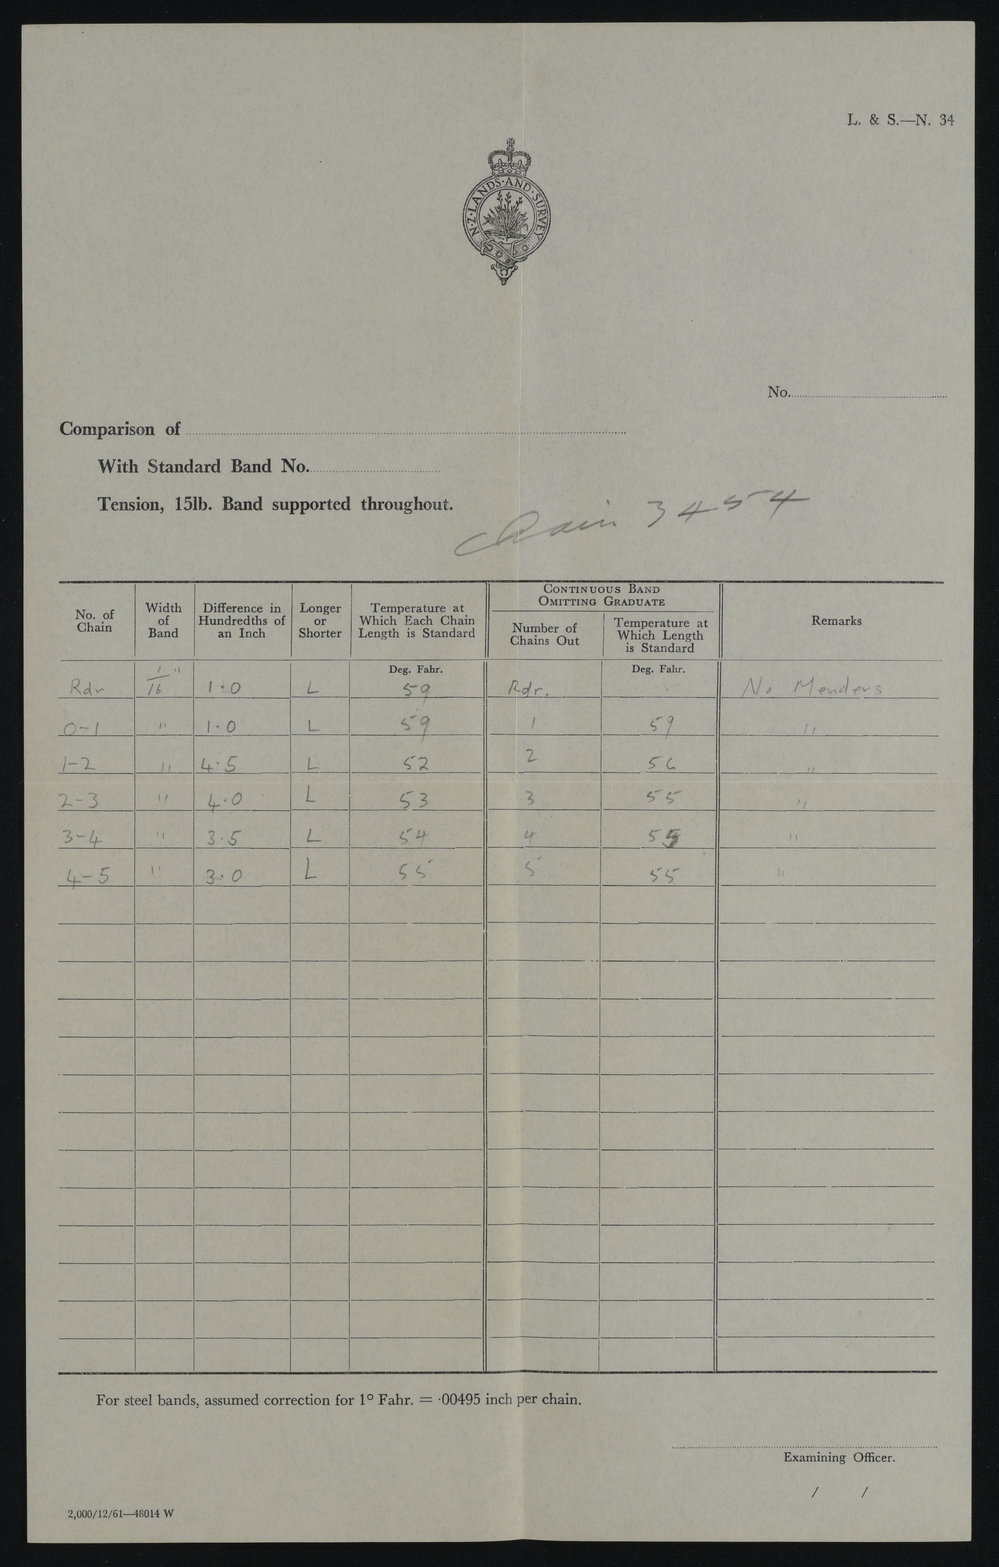 L. & S.—N. 34
N·Z·LANDS·AND·SURVEY
No.
Comparison of
With Standard Band No.
Tension, 15lb. Band supported throughout.
Chain 3454
No. of Chain | Width of Band | Difference in Hundredths of an Inch | Longer or Shorter | Temperature at Which Each Chain Length is Standard | CONTINUOUS BAND OMITTING GRADUATE | Remarks
Number of Chains Out | Temperature at Which Length is Standard
Deg. Fahr. | Deg. Fahr.
Rdr | 1/16 " | 1·0 | L | 59 | Rdr. | No Menders
0-1 | " | 1·0 | L | 59 | 1 | 59 | "
1-2 | " | 4·5 | L | 52 | 2 | 56 | "
2-3 | " | 4·0 | L | 53 | 3 | 55 | "
3-4 | " | 3·5 | L | 54 | 4 | 55 | "
4-5 | " | 3·0 | L | 55 | 5 | 55 | "
For steel bands, assumed correction for 1° Fahr. = ·00495 inch per chain.
Examining Officer.
/ /
2,000/12/61—48014 W